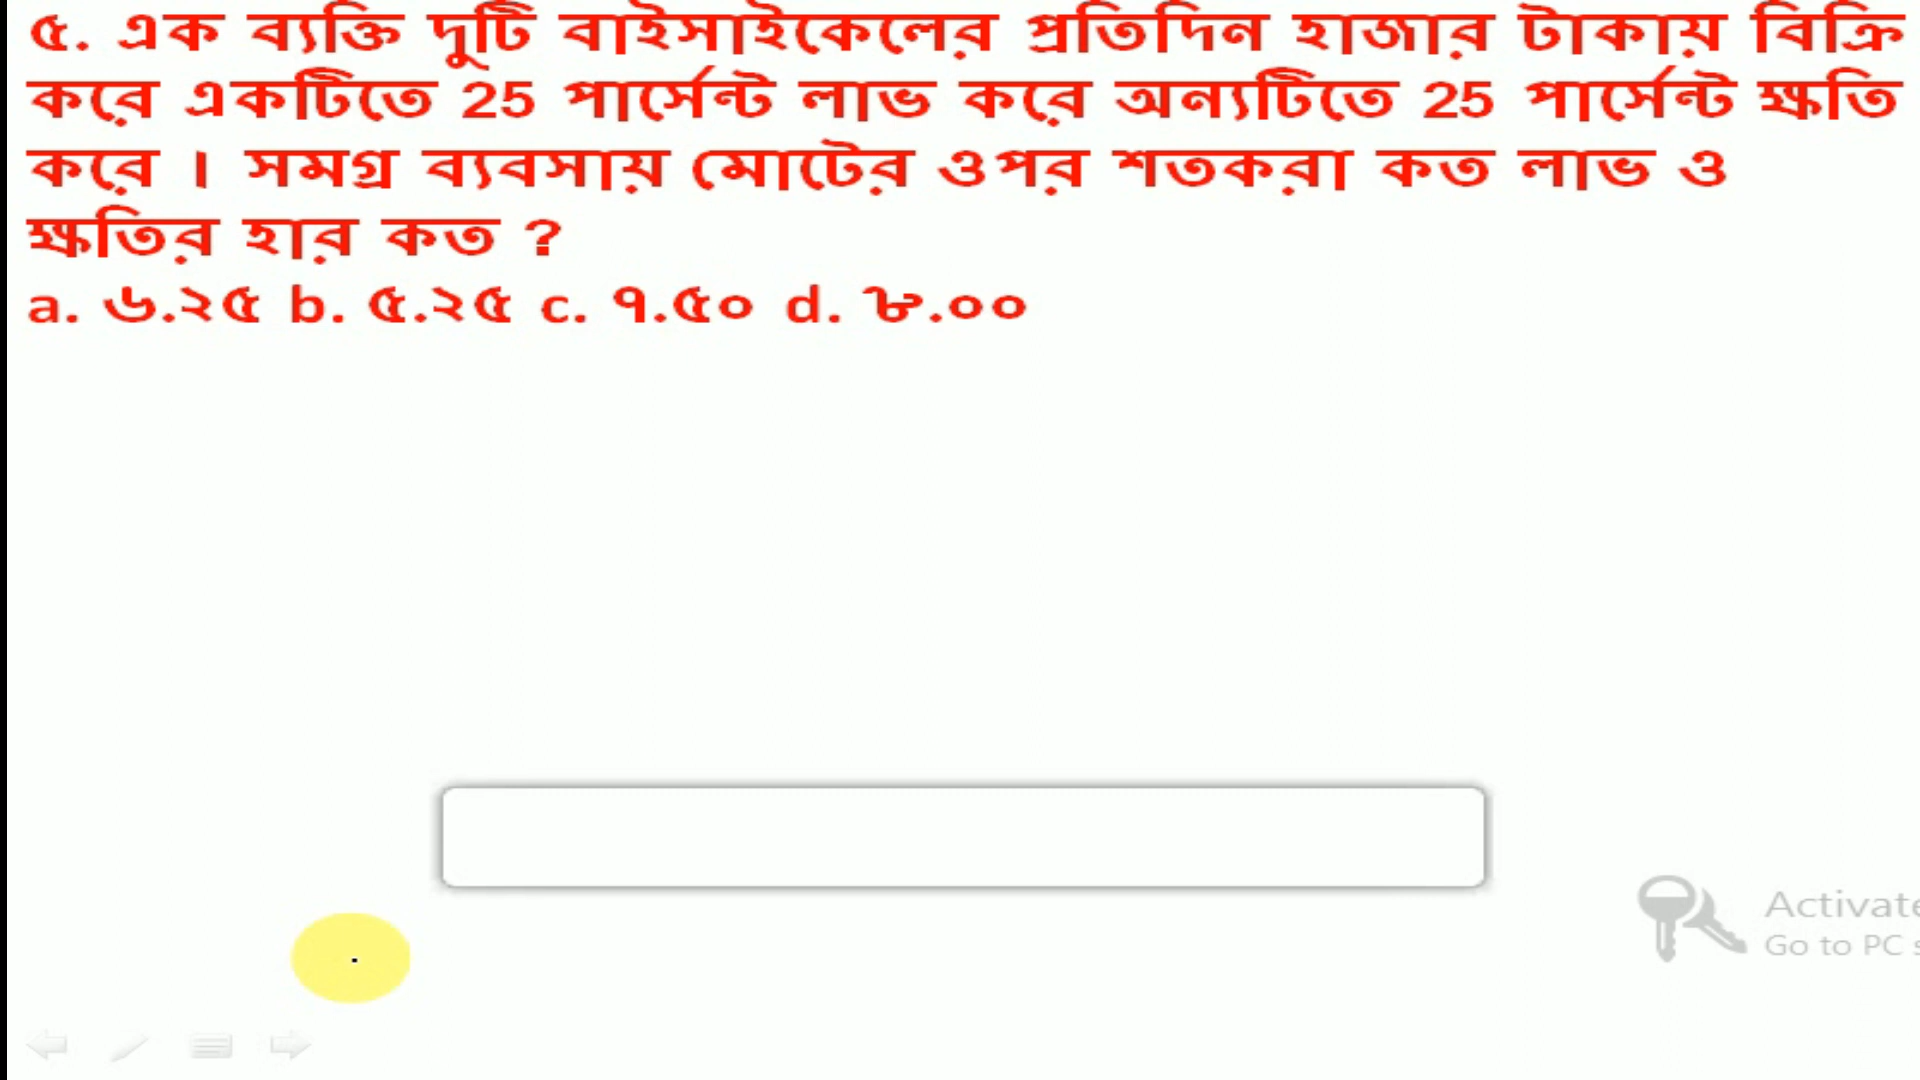 ৫. এক ব্যক্তি দুটি বাইসাইকেলের প্রতিদিন হাজার টাকায় বিক্রি
করে একটিতে 25 পার্সেন্ট লাভ করে অন্যটিতে 25 পার্সেন্ট ক্ষতি
করে । সমগ্র ব্যবসায় মোটের ওপর শতকরা কত লাভ ও
ক্ষতির হার কত ?
a. ৬.২৫ b. ৫.২৫ c. ৭.৫০ d. ৮.০০
Activate
Go to PC s